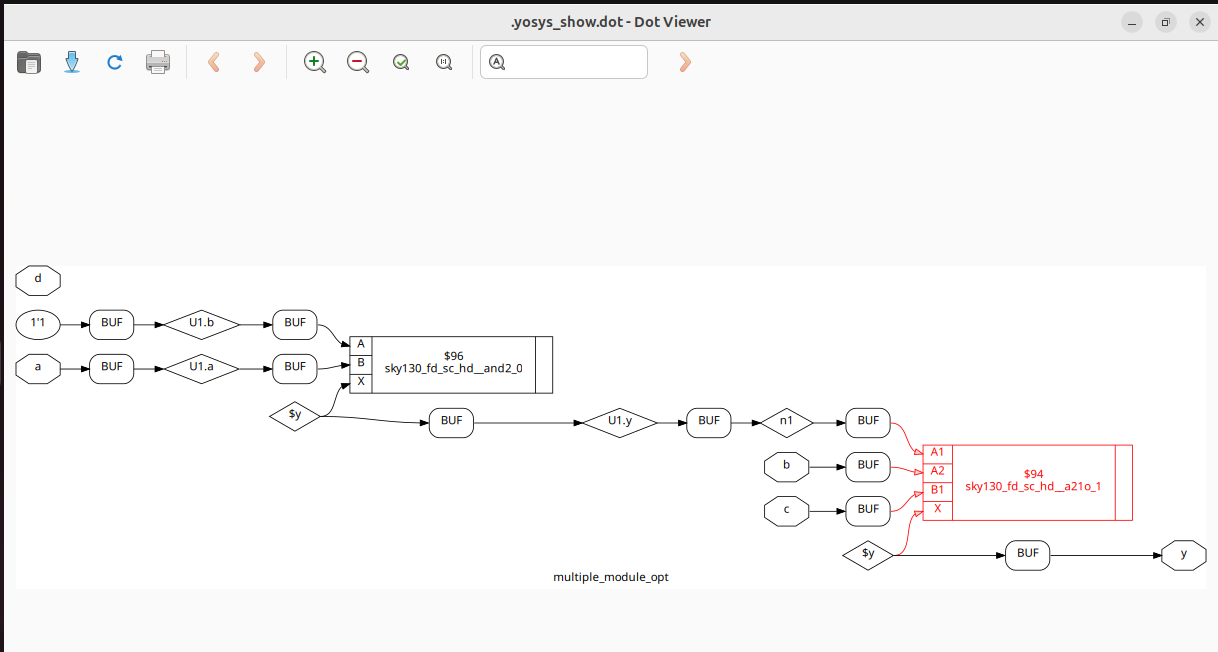 .yosys_show.dot - Dot Viewer
d
1'1
BUF
U1.b
BUF
a
BUF
U1.a
BUF
A
B
X
$96
sky130_fd_sc_hd__and2_0
$y
BUF
U1.y
BUF
n1
BUF
b
BUF
c
BUF
A1
A2
B1
X
$94
sky130_fd_sc_hd__a21o_1
$y
BUF
y
multiple_module_opt